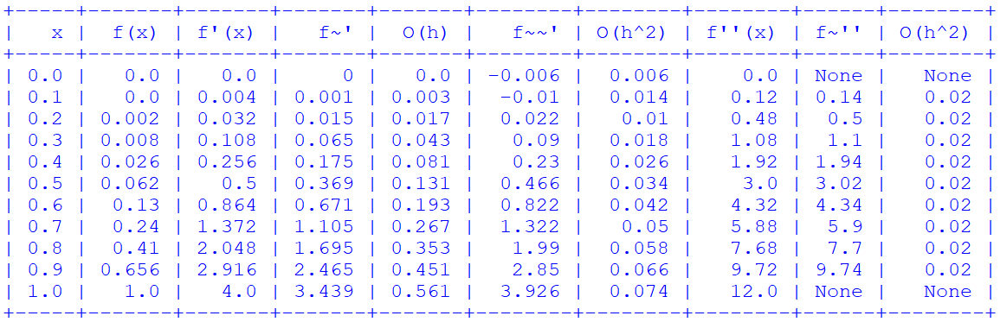 +-----+-------+-------+-------+-------+--------+--------+--------+-------+--------+
|   x |  f(x) | f'(x) |   f~' |  O(h) |   f~~' | O(h^2) | f''(x) |  f~'' | O(h^2) |
+-----+-------+-------+-------+-------+--------+--------+--------+-------+--------+
| 0.0 |   0.0 |   0.0 |     0 |   0.0 | -0.006 |  0.006 |    0.0 |  None |   None |
| 0.1 |   0.0 | 0.004 | 0.001 | 0.003 |  -0.01 |  0.014 |   0.12 |  0.14 |   0.02 |
| 0.2 | 0.002 | 0.032 | 0.015 | 0.017 |  0.022 |   0.01 |   0.48 |   0.5 |   0.02 |
| 0.3 | 0.008 | 0.108 | 0.065 | 0.043 |   0.09 |  0.018 |   1.08 |   1.1 |   0.02 |
| 0.4 | 0.026 | 0.256 | 0.175 | 0.081 |   0.23 |  0.026 |   1.92 |  1.94 |   0.02 |
| 0.5 | 0.062 |   0.5 | 0.369 | 0.131 |  0.466 |  0.034 |    3.0 |  3.02 |   0.02 |
| 0.6 |  0.13 | 0.864 | 0.671 | 0.193 |  0.822 |  0.042 |   4.32 |  4.34 |   0.02 |
| 0.7 |  0.24 | 1.372 | 1.105 | 0.267 |  1.322 |   0.05 |   5.88 |   5.9 |   0.02 |
| 0.8 |  0.41 | 2.048 | 1.695 | 0.353 |   1.99 |  0.058 |   7.68 |   7.7 |   0.02 |
| 0.9 | 0.656 | 2.916 | 2.465 | 0.451 |   2.85 |  0.066 |   9.72 |  9.74 |   0.02 |
| 1.0 |   1.0 |   4.0 | 3.439 | 0.561 |  3.926 |  0.074 |   12.0 |  None |   None |
+-----+-------+-------+-------+-------+--------+--------+--------+-------+--------+